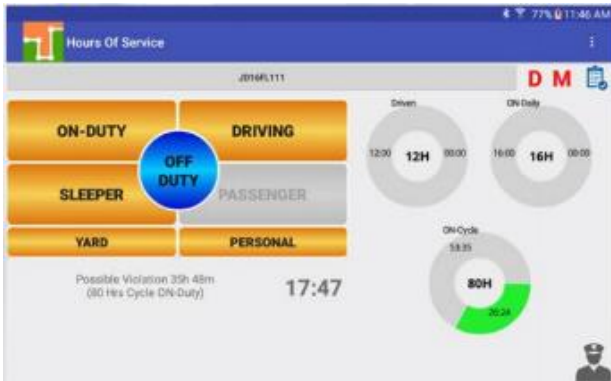 77% 11:46 AM
Hours Of Service
JD16FL111
D M
ON-DUTY
DRIVING
OFF
DUTY
SLEEPER
PASSENGER
YARD
PERSONAL
Possible Violation 35h 48m
(80 Hrs Cycle ON-Duty)
17:47
Driven
12:00 12H 00:00
ON-Daily
16:00 16H 00:00
ON-Cycle
53:35
80H
26:24